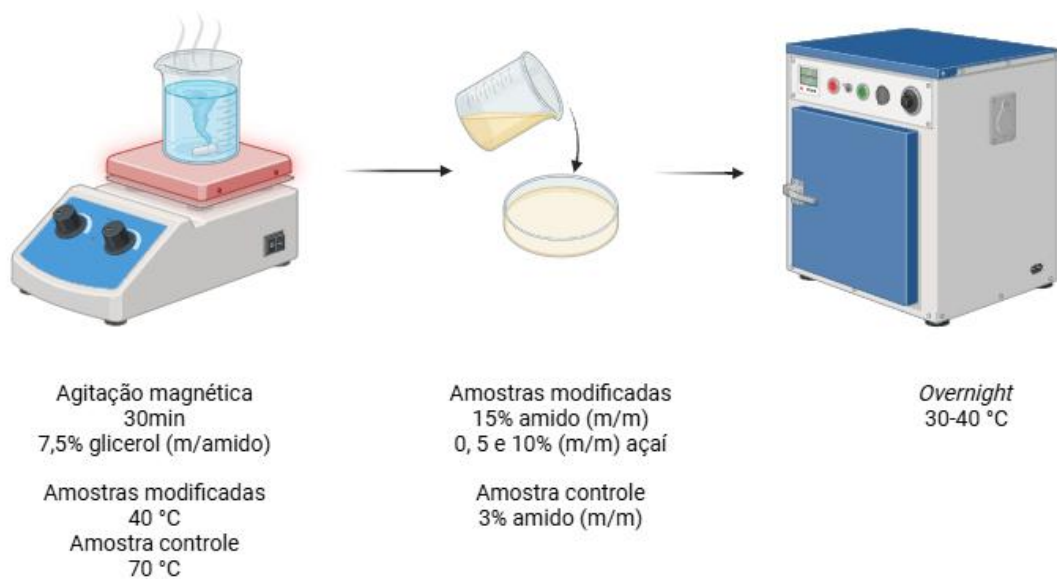 Agitação magnética
30min
7,5% glicerol (m/amido)
Amostras modificadas
40 °C
Amostra controle
70 °C
Amostras modificadas
15% amido (m/m)
0, 5 e 10% (m/m) açaí
Amostra controle
3% amido (m/m)
Overnight
30-40 °C